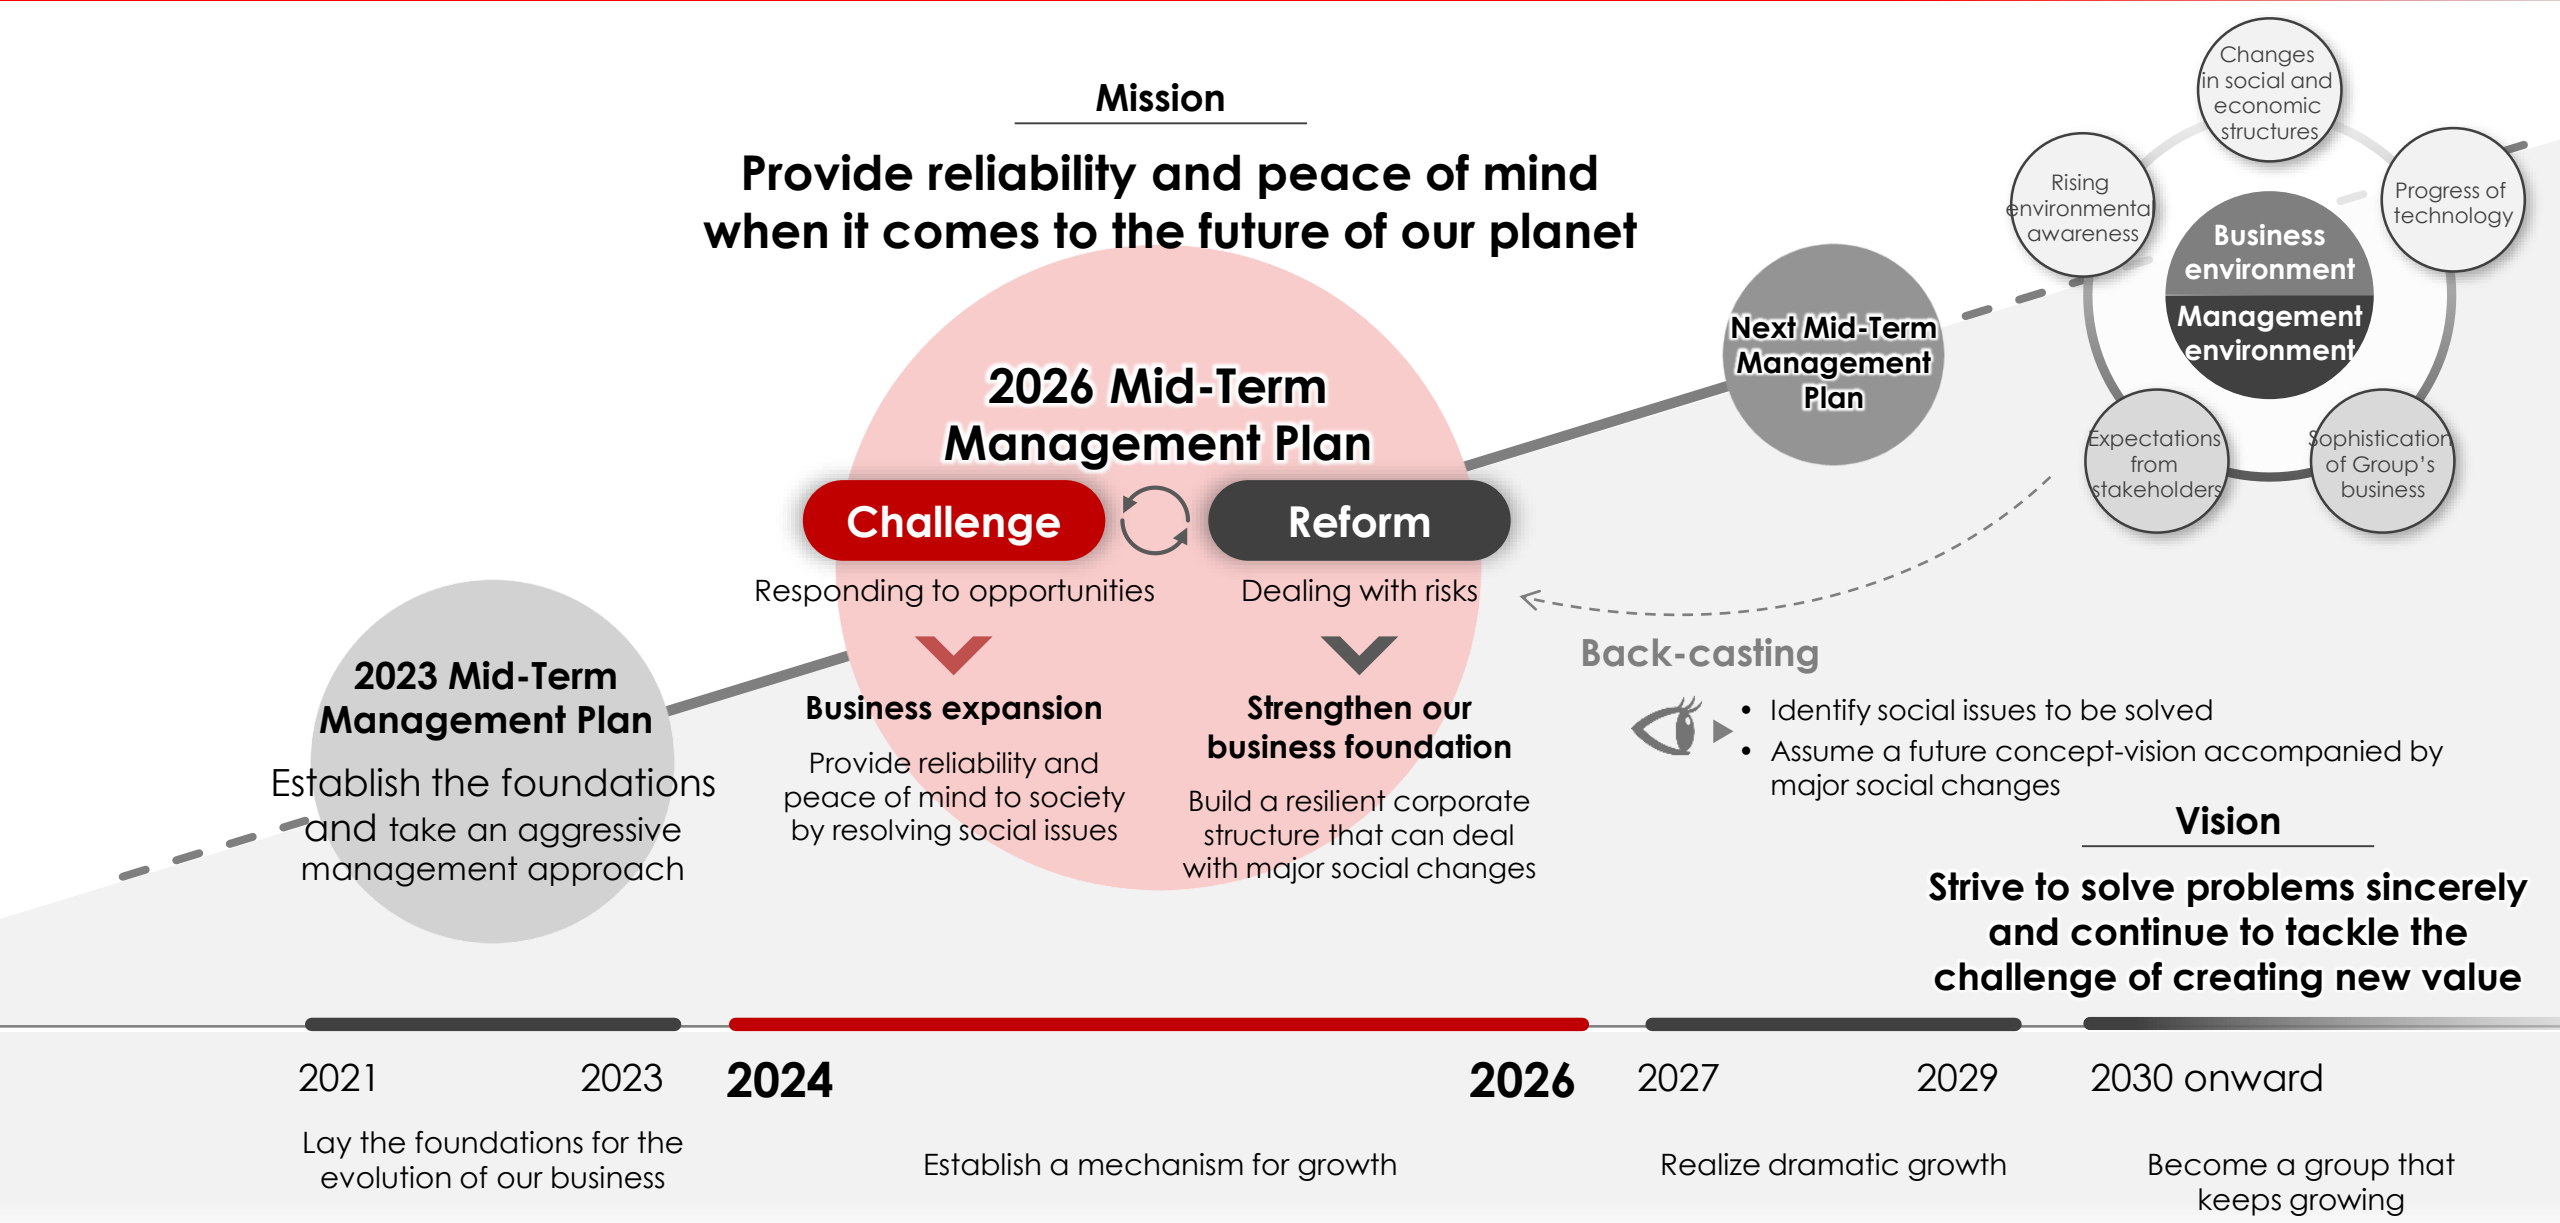 Mission
Provide reliability and peace of mind
when it comes to the future of our planet
Changes
in social and
economic
structures
Rising
environmental
awareness
Progress of
technology
Business
environment
Management
environment
Expectations
from
stakeholders
Sophistication
of Group’s
business
Next Mid-Term
Management
Plan
2026 Mid-Term
Management Plan
Challenge
Reform
Responding to opportunities
Dealing with risks
Business expansion
Provide reliability and
peace of mind to society
by resolving social issues
Strengthen our
business foundation
Build a resilient corporate
structure that can deal
with major social changes
2023 Mid-Term
Management Plan
Establish the foundations
and take an aggressive
management approach
Back-casting
• Identify social issues to be solved
• Assume a future concept-vision accompanied by
major social changes
Vision
Strive to solve problems sincerely
and continue to tackle the
challenge of creating new value
2021 2023 2024 2026 2027 2029 2030 onward
Lay the foundations for the
evolution of our business
Establish a mechanism for growth
Realize dramatic growth
Become a group that
keeps growing